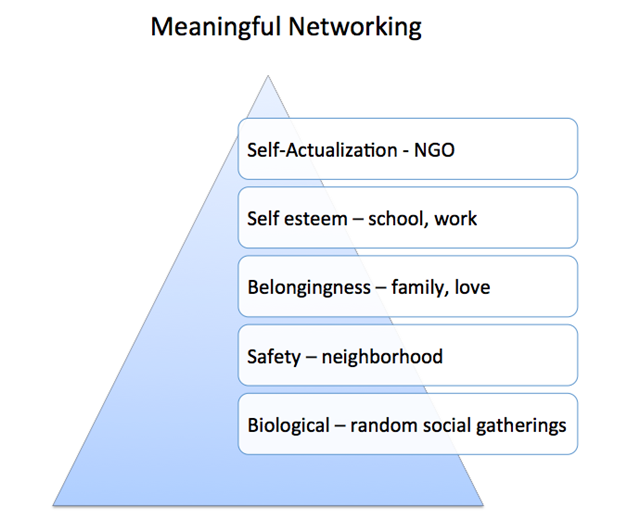 Meaningful Networking
Self-Actualization - NGO
Self esteem – school, work
Belongingness – family, love
Safety – neighborhood
Biological – random social gatherings